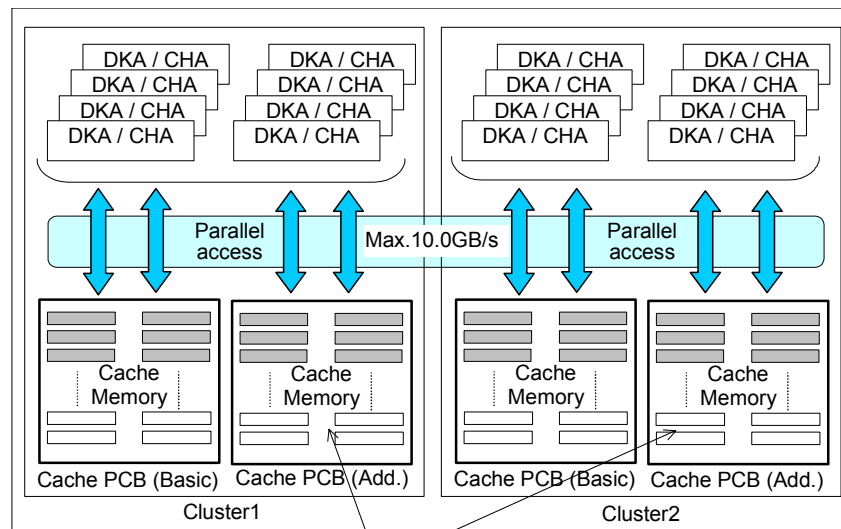 DKA / CHA DKA / CHA DKA / CHA DKA / CHA
DKA / CHA DKA / CHA DKA / CHA DKA / CHA
DKA / CHA DKA / CHA DKA / CHA DKA / CHA
DKA / CHA DKA / CHA DKA / CHA DKA / CHA
Parallel
access
Max.10.0GB/s
Parallel
access
Cache
Memory
Cache
Memory
Cache
Memory
Cache
Memory
Cache PCB (Basic) Cache PCB (Add.) Cache PCB (Basic) Cache PCB (Add.)
Cluster1 Cluster2